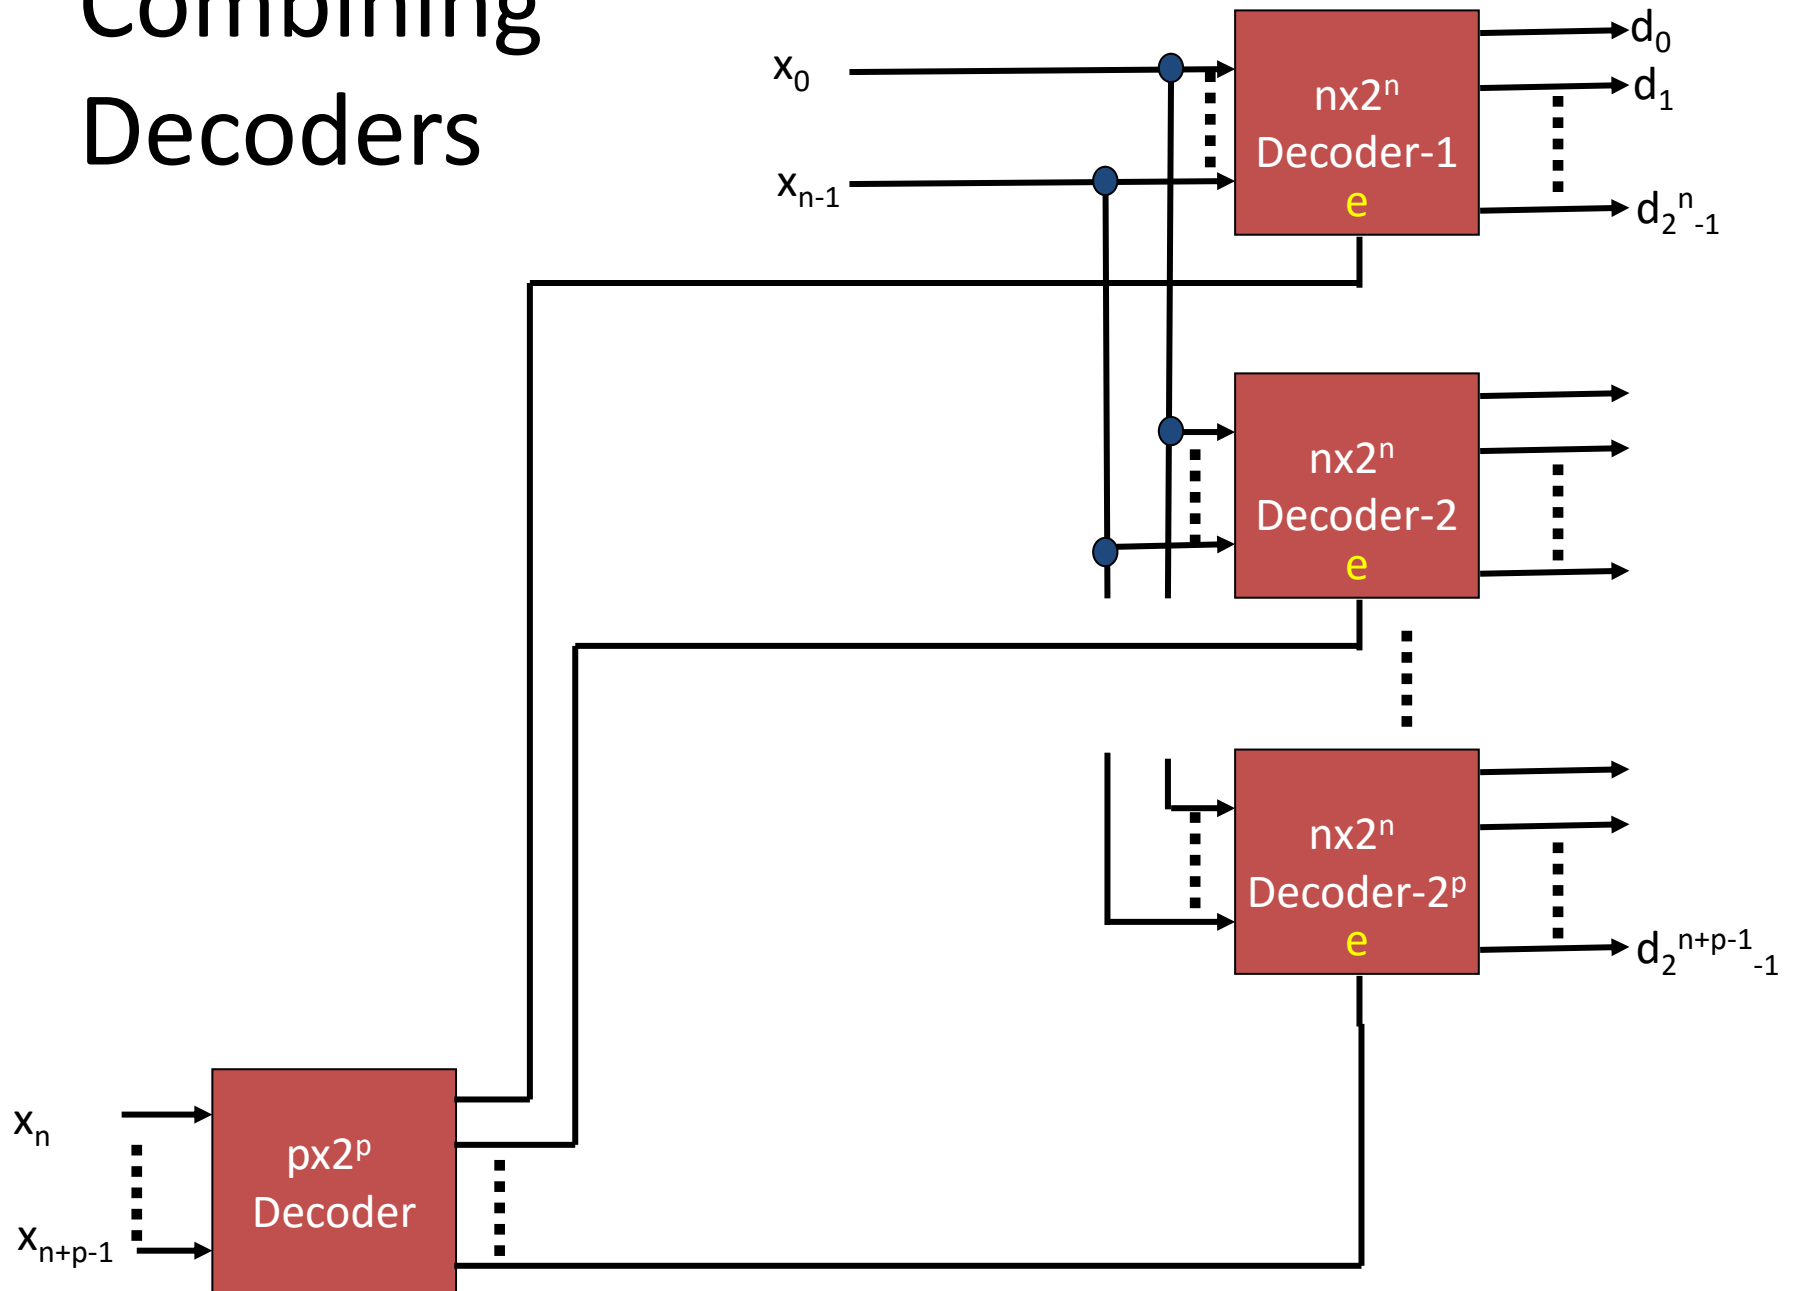 Combining
Decoders
x₀
xₙ₋₁
nx2ⁿ
Decoder-1
e
d₀
d₁
d₂ⁿ₋₁
nx2ⁿ
Decoder-2
e
nx2ⁿ
Decoder-2ᵖ
e
d₂ⁿ⁺ᵖ⁻¹₋₁
xₙ
xₙ₊ₚ₋₁
px2ᵖ
Decoder